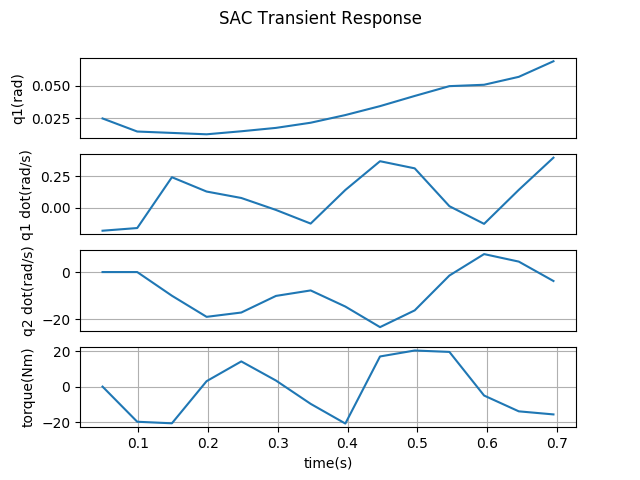 SAC Transient Response
q1(rad)
0.050
0.025
q1 dot(rad/s)
0.25
0.00
q2 dot(rad/s)
0
−20
torque(Nm)
20
0
−20
0.1 0.2 0.3 0.4 0.5 0.6 0.7
time(s)